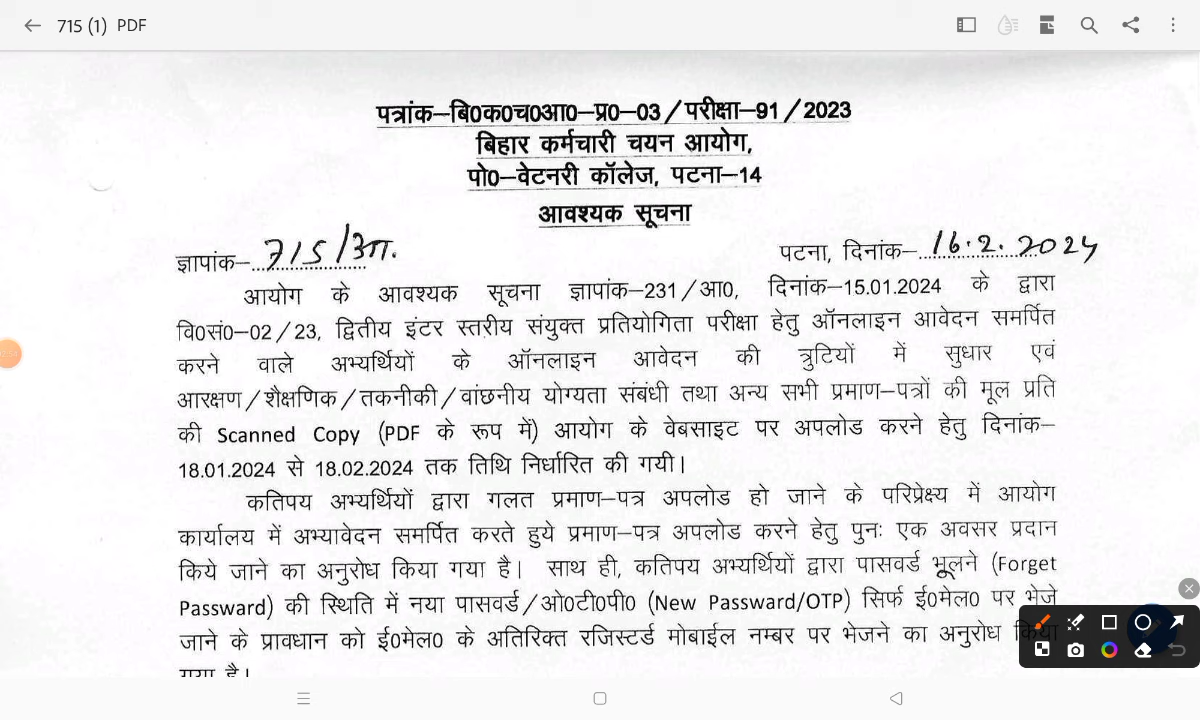 715 (1) PDF
पत्रांक–बि0क0च0आ0–प्र0–03/परीक्षा–91/2023
बिहार कर्मचारी चयन आयोग,
पो0–वेटनरी कॉलेज, पटना–14
आवश्यक सूचना
ज्ञापांक–715/आ.
पटना, दिनांक–16.2.2024
आयोग के आवश्यक सूचना ज्ञापांक–231/आ0, दिनांक–15.01.2024 के द्वारा
वि0सं0–02/23, द्वितीय इंटर स्तरीय संयुक्त प्रतियोगिता परीक्षा हेतु ऑनलाइन आवेदन समर्पित
करने वाले अभ्यर्थियों के ऑनलाइन आवेदन की त्रुटियों में सुधार एवं
आरक्षण/शैक्षणिक/तकनीकी/वांछनीय योग्यता संबंधी तथा अन्य सभी प्रमाण–पत्रों की मूल प्रति
की Scanned Copy (PDF के रूप में) आयोग के वेबसाइट पर अपलोड करने हेतु दिनांक–
18.01.2024 से 18.02.2024 तक तिथि निर्धारित की गयी।
कतिपय अभ्यर्थियों द्वारा गलत प्रमाण–पत्र अपलोड हो जाने के परिप्रेक्ष्य में आयोग
कार्यालय में अभ्यावेदन समर्पित करते हुये प्रमाण–पत्र अपलोड करने हेतु पुनः एक अवसर प्रदान
किये जाने का अनुरोध किया गया है। साथ ही, कतिपय अभ्यर्थियों द्वारा पासवर्ड भूलने (Forget
Passward) की स्थिति में नया पासवर्ड/ओ0टी0पी0 (New Passward/OTP) सिर्फ ई0मेल0 पर भेजे
जाने के प्रावधान को ई0मेल0 के अतिरिक्त रजिस्टर्ड मोबाईल नम्बर पर भेजने का अनुरोध किया
गया है।